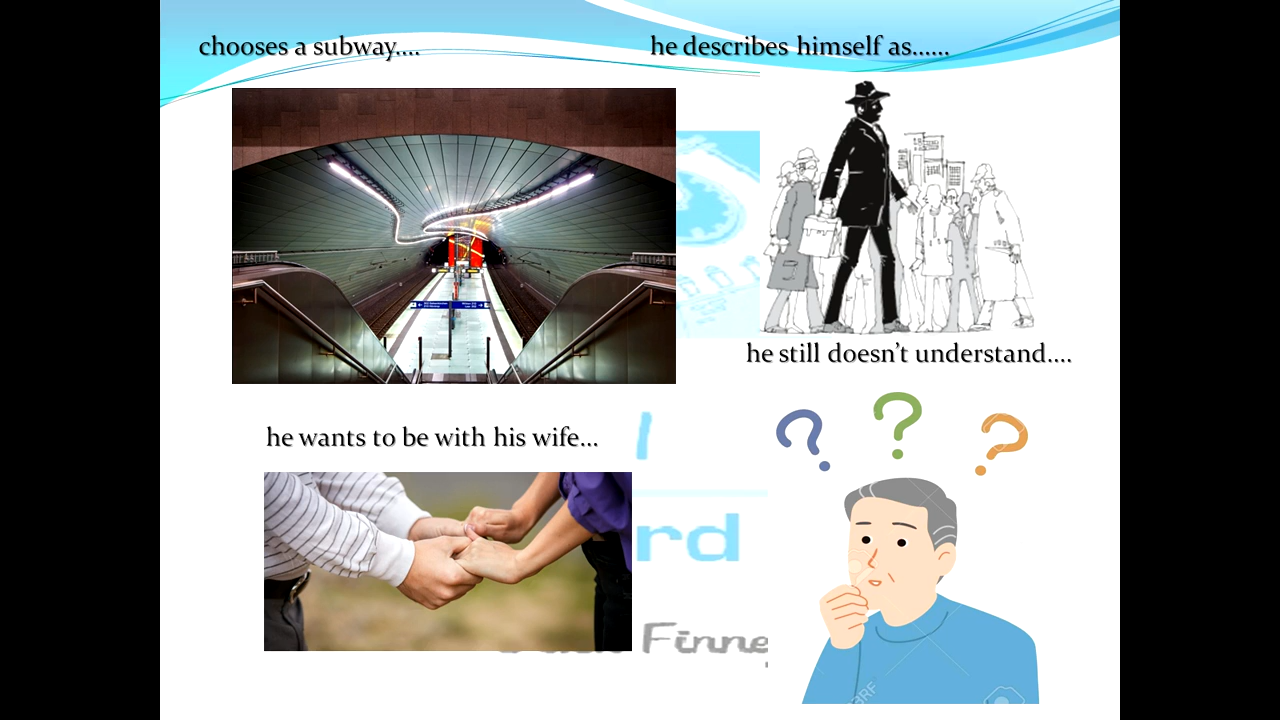 chooses a subway....
he describes himself as......
he still doesn't understand....
he wants to be with his wife...
rd
Finne